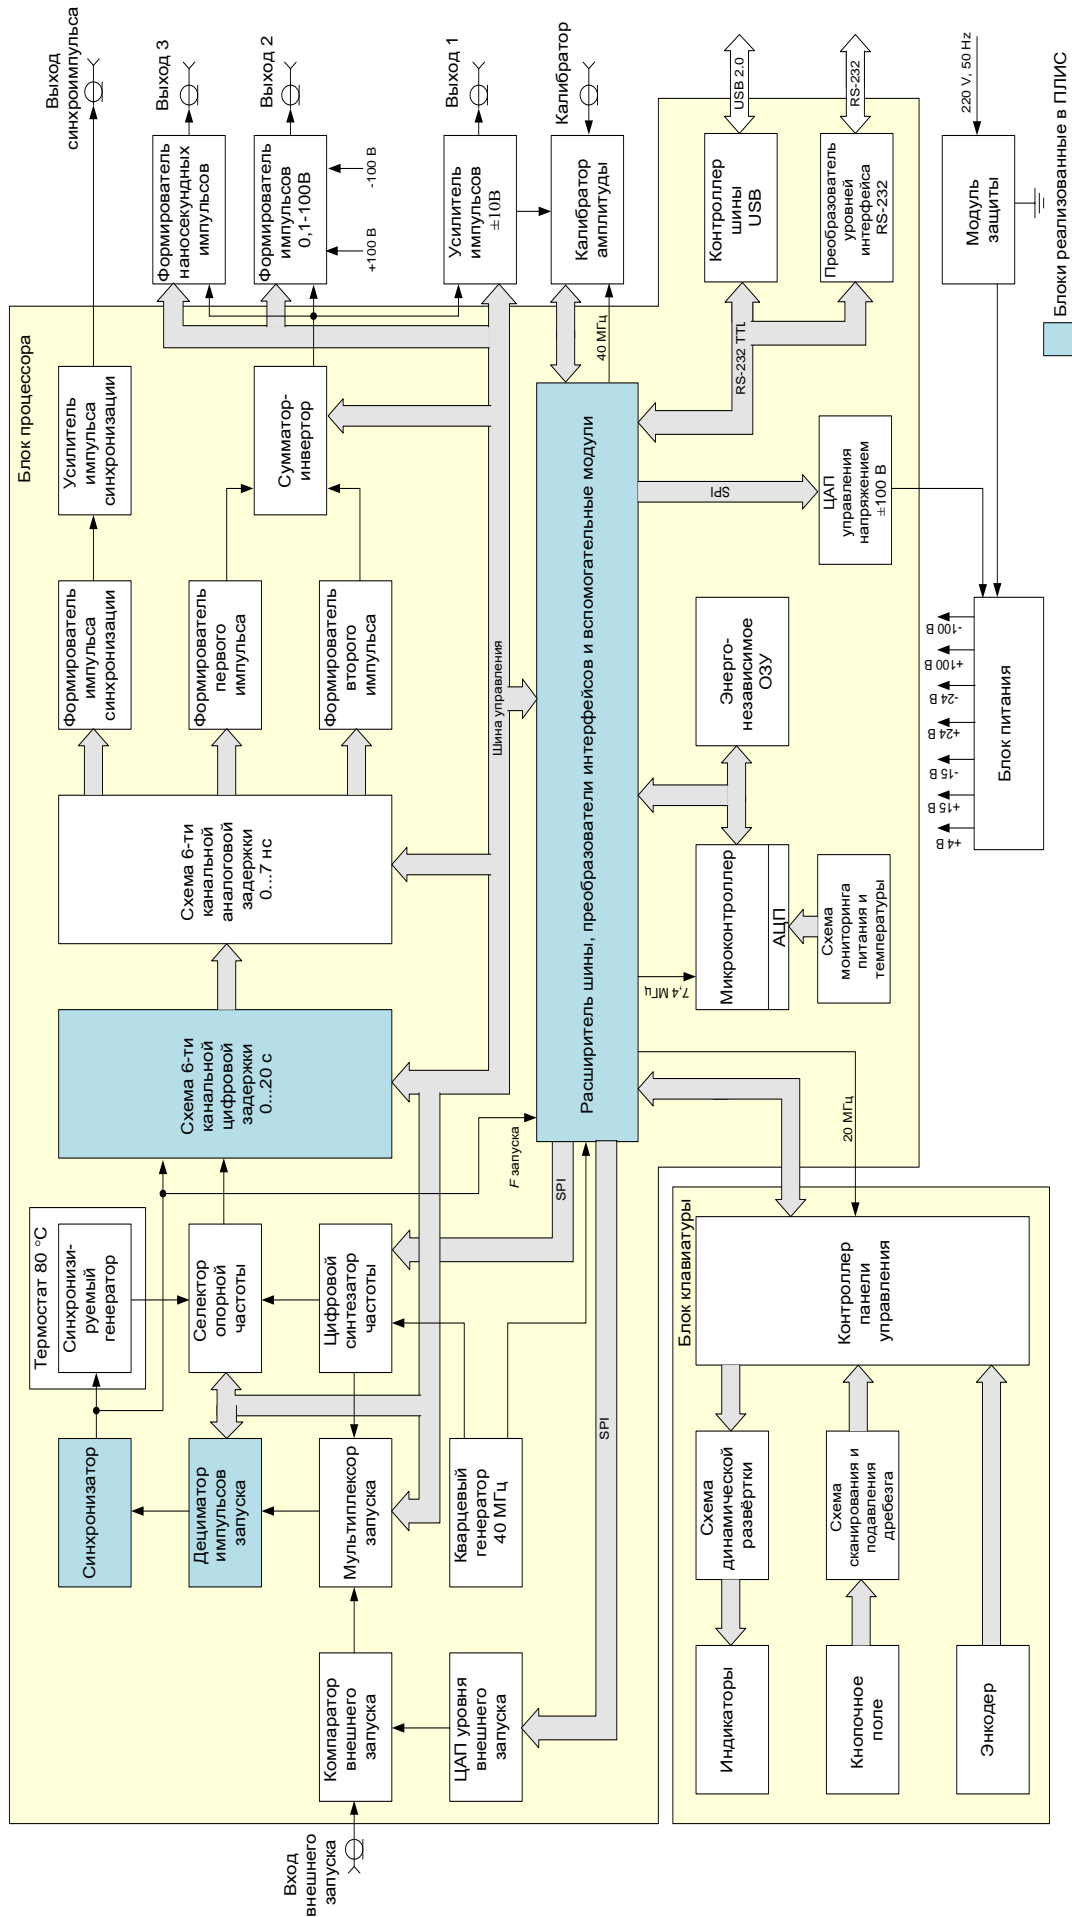 Блок процессора
Вход
внешнего
запуска
Компаратор
внешнего
запуска
ЦАП уровня
внешнего
запуска
Синхронизатор
Дециматор
импульсов
запуска
Мультиплексор
запуска
Кварцевый
генератор
40 МГц
Термостат 80 °С
Синхронизи-
руемый
генератор
Селектор
опорной
частоты
Цифровой
синтезатор
частоты
F запуска
SPI
SPI
Схема 6-ти
канальной
цифровой
задержки
0...20 с
Схема 6-ти
канальной
аналоговой
задержки
0...7 нс
Формирователь
импульса
синхронизации
Формирователь
первого
импульса
Формирователь
второго
импульса
Усилитель
импульса
синхронизации
Сумматор-
инвертор
Шина управления
Выход
синхроимпульса
Выход 3
Формирователь
наносекундных
импульсов
Выход 2
Формирователь
импульсов
0,1-100В
+100 В
-100 В
Выход 1
Усилитель
импульсов
±10В
Калибратор
Калибратор
амплитуды
40 МГц
Расширитель шины, преобразователи интерфейсов и вспомогательные модули
RS-232 TTL
Контроллер
шины
USB
USB 2.0
Преобразователь
уровней
интерфейса
RS-232
RS-232
SPI
ЦАП
управления
напряжением
±100 В
Энерго-
независимое
ОЗУ
7,4 МГц
Микроконтроллер
АЦП
Схема
мониторинга
питания и
температуры
20 МГц
Блок клавиатуры
Контроллер
панели
управления
Схема
динамической
развёртки
Схема
сканирования и
подавления
дребезга
Индикаторы
Кнопочное
поле
Энкодер
220 V, 50 Hz
Модуль
защиты
+4 В
+15 В
-15 В
+24 В
-24 В
+100 В
-100 В
Блок питания
Блоки реализованные в ПЛИС